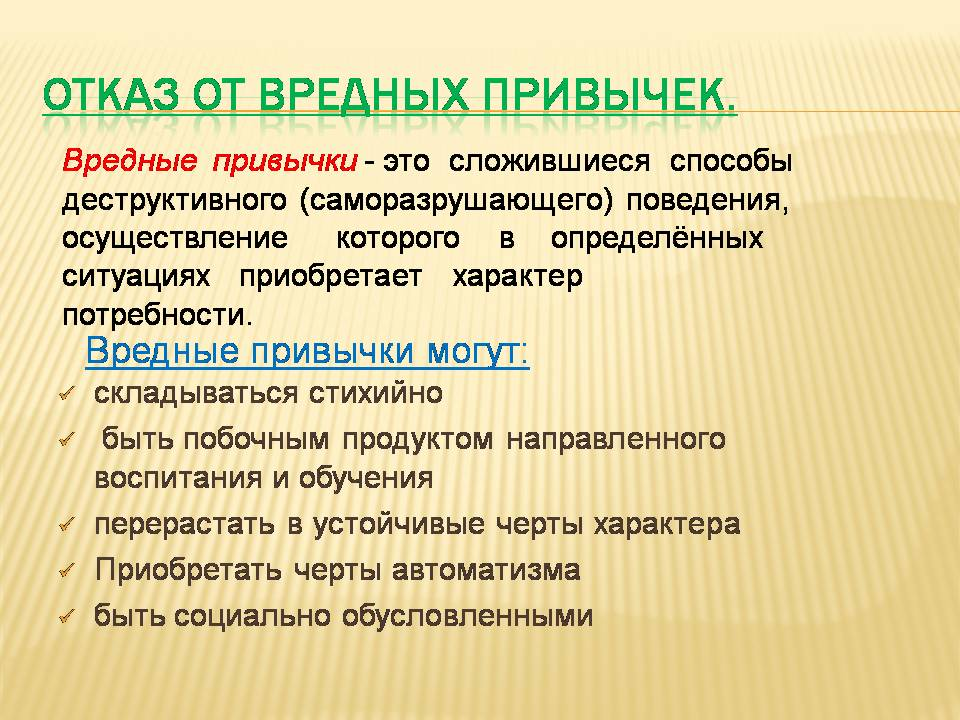 ОТКАЗ ОТ ВРЕДНЫХ ПРИВЫЧЕК.
Вредные привычки - это сложившиеся способы
деструктивного (саморазрушающего) поведения,
осуществление которого в определённых
ситуациях приобретает характер
потребности.
Вредные привычки могут:
✓ складываться стихийно
✓ быть побочным продуктом направленного
воспитания и обучения
✓ перерастать в устойчивые черты характера
✓ Приобретать черты автоматизма
✓ быть социально обусловленными